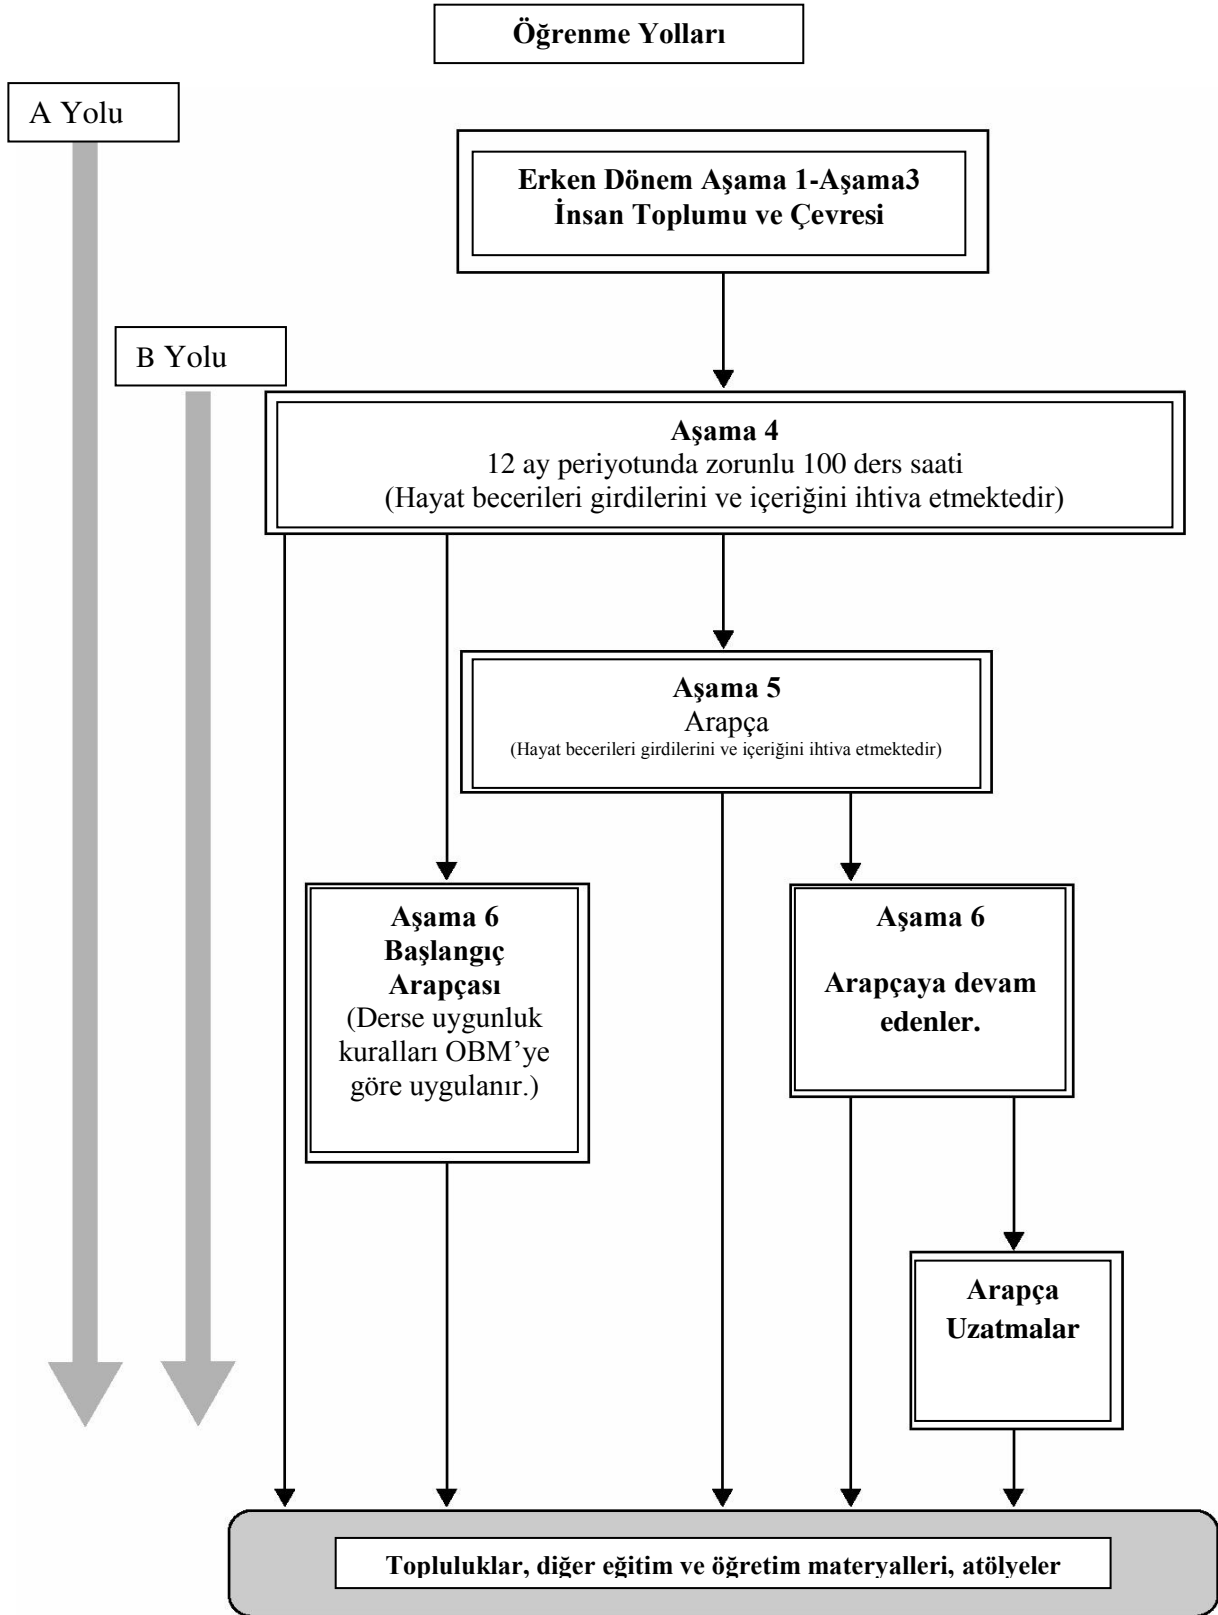 Öğrenme Yolları
A Yolu
Erken Dönem Aşama 1-Aşama3
İnsan Toplumu ve Çevresi
B Yolu
Aşama 4
12 ay periyotunda zorunlu 100 ders saati
(Hayat becerileri girdilerini ve içeriğini ihtiva etmektedir)
Aşama 5
Arapça
(Hayat becerileri girdilerini ve içeriğini ihtiva etmektedir)
Aşama 6
Başlangıç
Arapçası
(Derse uygunluk
kuralları OBM’ye
göre uygulanır.)
Aşama 6
Arapçaya devam
edenler.
Arapça
Uzatmalar
Topluluklar, diğer eğitim ve öğretim materyalleri, atölyeler